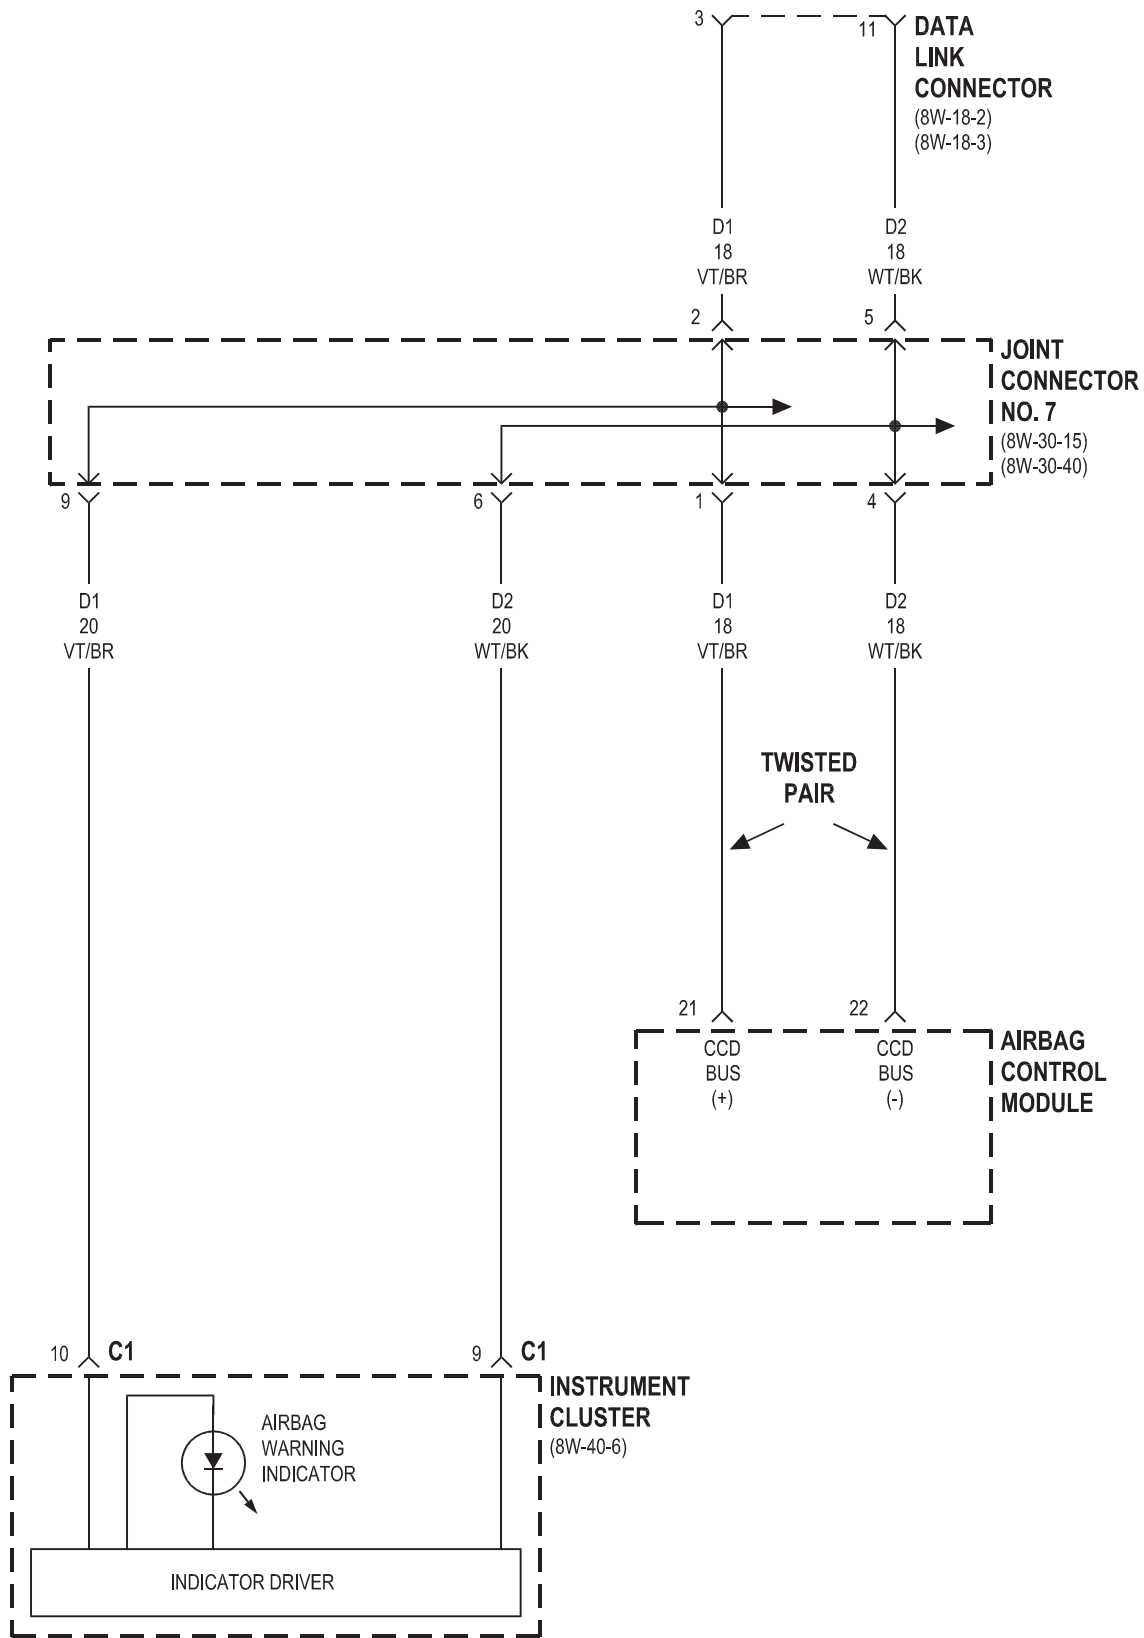 3
11
DATA
LINK
CONNECTOR
(8W-18-2)
(8W-18-3)
D1
18
VT/BR
D2
18
WT/BK
2
5
JOINT
CONNECTOR
NO. 7
(8W-30-15)
(8W-30-40)
9
6
1
4
D1
20
VT/BR
D2
20
WT/BK
D1
18
VT/BR
D2
18
WT/BK
TWISTED
PAIR
21
22
CCD
BUS
(+)
CCD
BUS
(-)
AIRBAG
CONTROL
MODULE
10
C1
9
C1
INSTRUMENT
CLUSTER
(8W-40-6)
AIRBAG
WARNING
INDICATOR
INDICATOR DRIVER